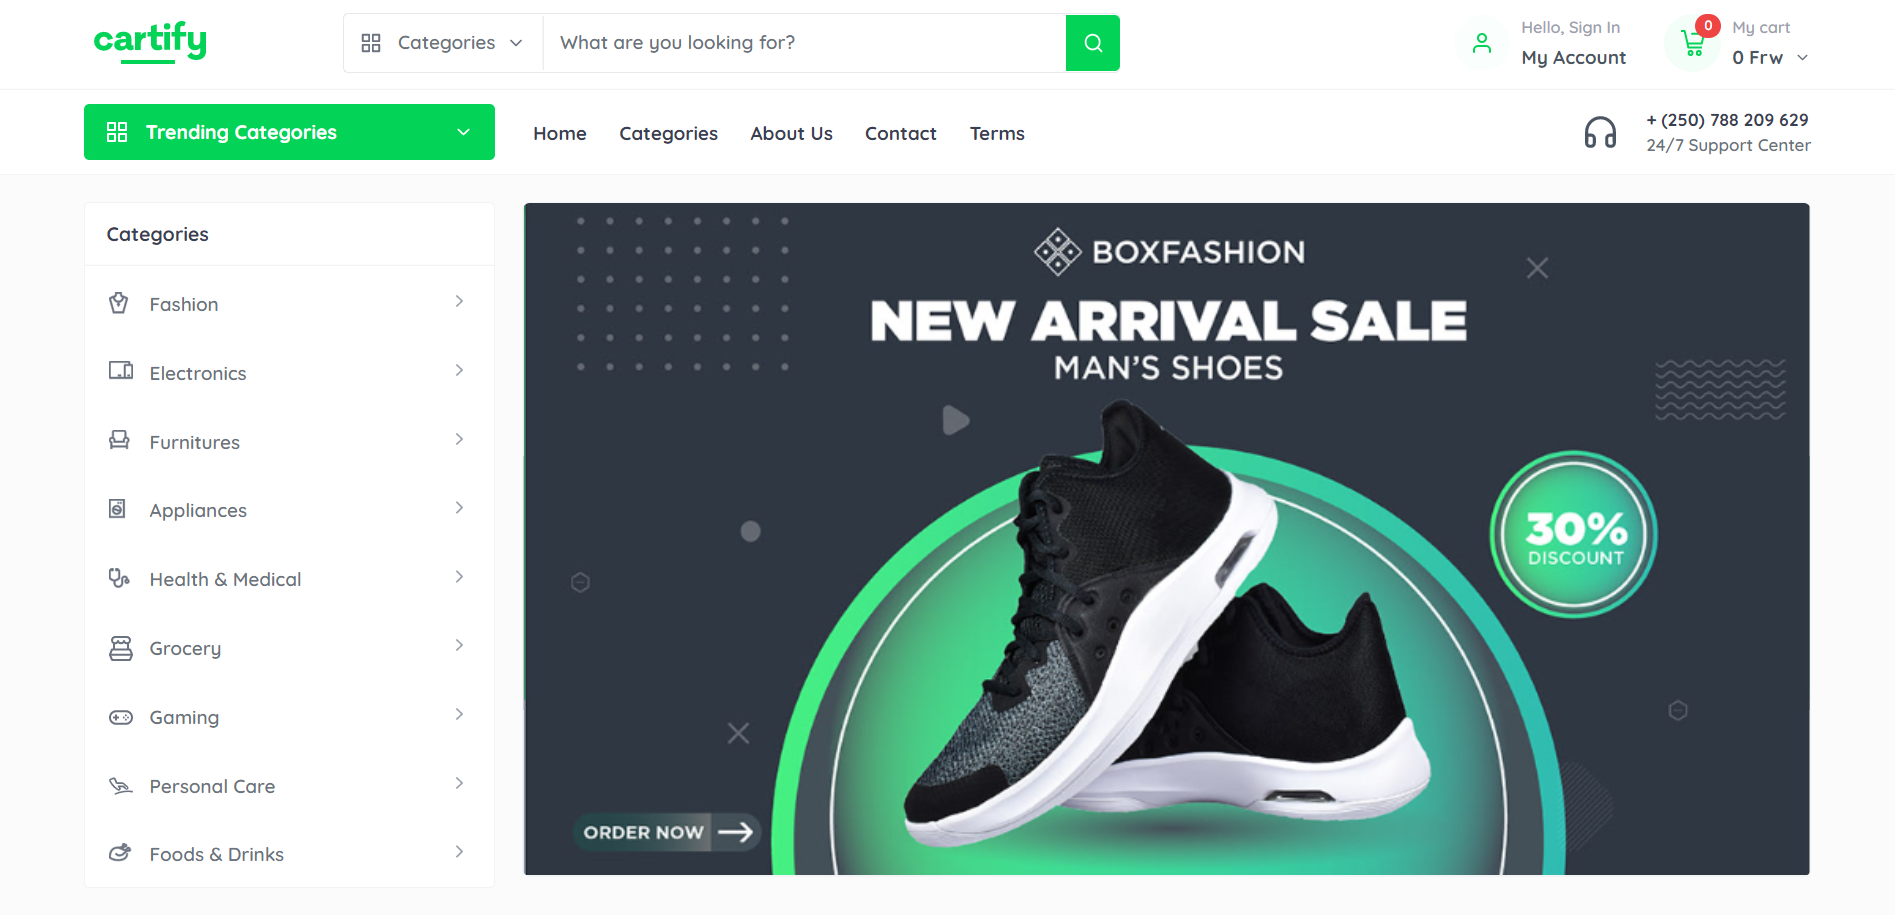 cartify
Categories
What are you looking for?
Hello, Sign In
My Account
0
My cart
0 Frw
Trending Categories
Home
Categories
About Us
Contact
Terms
+ (250) 788 209 629
24/7 Support Center
Categories
Fashion
Electronics
Furnitures
Appliances
Health & Medical
Grocery
Gaming
Personal Care
Foods & Drinks
BOXFASHION
NEW ARRIVAL SALE
MAN'S SHOES
30%
DISCOUNT
ORDER NOW